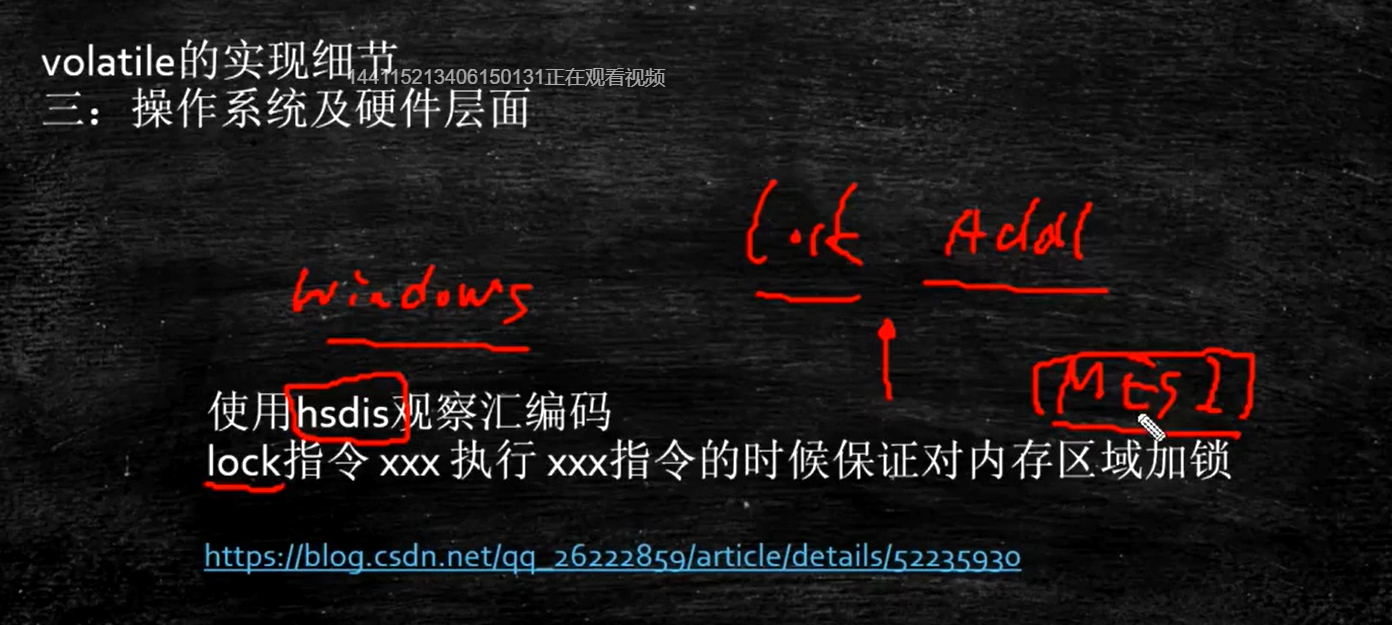 volatile的实现细节
144115213406150131正在观看视频
三：操作系统及硬件层面
lock Addl
Windows
MESI
使用hsdis观察汇编码
lock指令 xxx 执行 xxx指令的时候保证对内存区域加锁
https://blog.csdn.net/qq_26222859/article/details/52235930